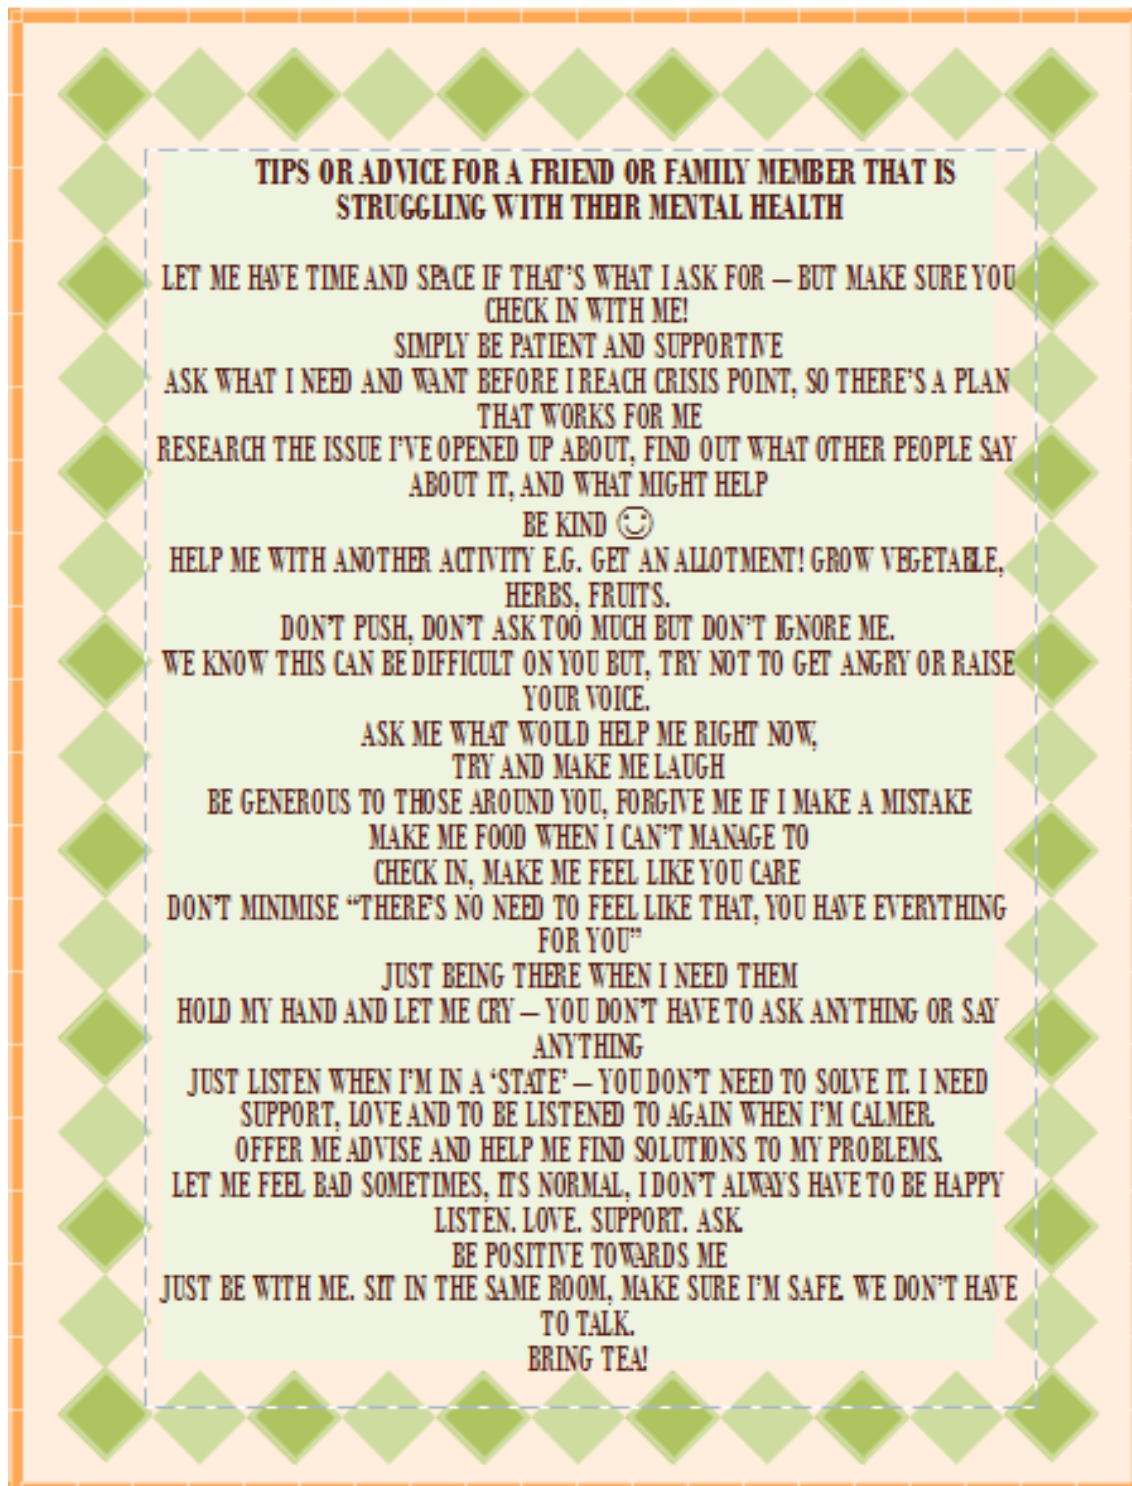 TIPS OR ADVICE FOR A FRIEND OR FAMILY MEMBER THAT IS
STRUGGLING WITH THEIR MENTAL HEALTH
LET ME HAVE TIME AND SPACE IF THAT'S WHAT I ASK FOR – BUT MAKE SURE YOU
CHECK IN WITH ME!
SIMPLY BE PATIENT AND SUPPORTIVE
ASK WHAT I NEED AND WANT BEFORE I REACH CRISIS POINT, SO THERE'S A PLAN
THAT WORKS FOR ME
RESEARCH THE ISSUE I'VE OPENED UP ABOUT, FIND OUT WHAT OTHER PEOPLE SAY
ABOUT IT, AND WHAT MIGHT HELP
BE KIND ☺
HELP ME WITH ANOTHER ACTIVITY E.G. GET AN ALLOTMENT! GROW VEGETABLE,
HERBS, FRUITS.
DON'T PUSH, DON'T ASK TOO MUCH BUT DON'T IGNORE ME.
WE KNOW THIS CAN BE DIFFICULT ON YOU BUT, TRY NOT TO GET ANGRY OR RAISE
YOUR VOICE.
ASK ME WHAT WOULD HELP ME RIGHT NOW,
TRY AND MAKE ME LAUGH
BE GENEROUS TO THOSE AROUND YOU, FORGIVE ME IF I MAKE A MISTAKE
MAKE ME FOOD WHEN I CAN'T MANAGE TO
CHECK IN, MAKE ME FEEL LIKE YOU CARE
DON'T MINIMISE "THERE'S NO NEED TO FEEL LIKE THAT, YOU HAVE EVERYTHING
FOR YOU"
JUST BEING THERE WHEN I NEED THEM
HOLD MY HAND AND LET ME CRY – YOU DON'T HAVE TO ASK ANYTHING OR SAY
ANYTHING
JUST LISTEN WHEN I'M IN A 'STATE' – YOU DON'T NEED TO SOLVE IT. I NEED
SUPPORT, LOVE AND TO BE LISTENED TO AGAIN WHEN I'M CALMER.
OFFER ME ADVISE AND HELP ME FIND SOLUTIONS TO MY PROBLEMS.
LET ME FEEL BAD SOMETIMES, ITS NORMAL, I DON'T ALWAYS HAVE TO BE HAPPY
LISTEN. LOVE. SUPPORT. ASK.
BE POSITIVE TOWARDS ME
JUST BE WITH ME. SIT IN THE SAME ROOM, MAKE SURE I'M SAFE. WE DON'T HAVE
TO TALK.
BRING TEA!